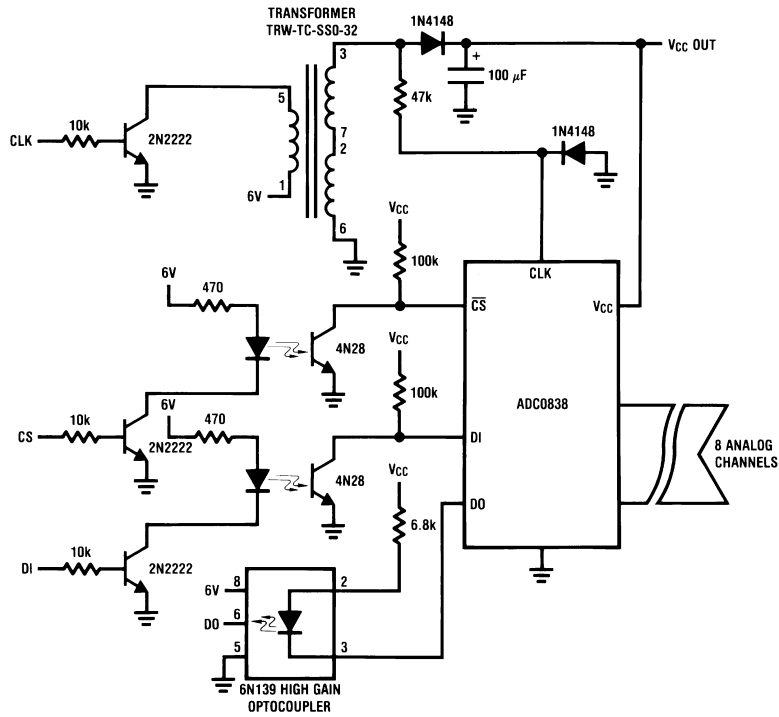 TRANSFORMER
TRW-TC-SSO-32
1N4148
3
VCC OUT
+
100 µF
5
47k
10k
2N2222
CLK
7
2
1N4148
1
6V
6
VCC
100k
CLK
6V
470
CS
VCC
4N28
VCC
ADC0838
100k
10k
6V
470
CS
2N2222
DI
8 ANALOG
CHANNELS
4N28
VCC
DO
6.8k
10k
DI
2N2222
8
2
6V
6
DO
5
3
6N139 HIGH GAIN
OPTOCOUPLER